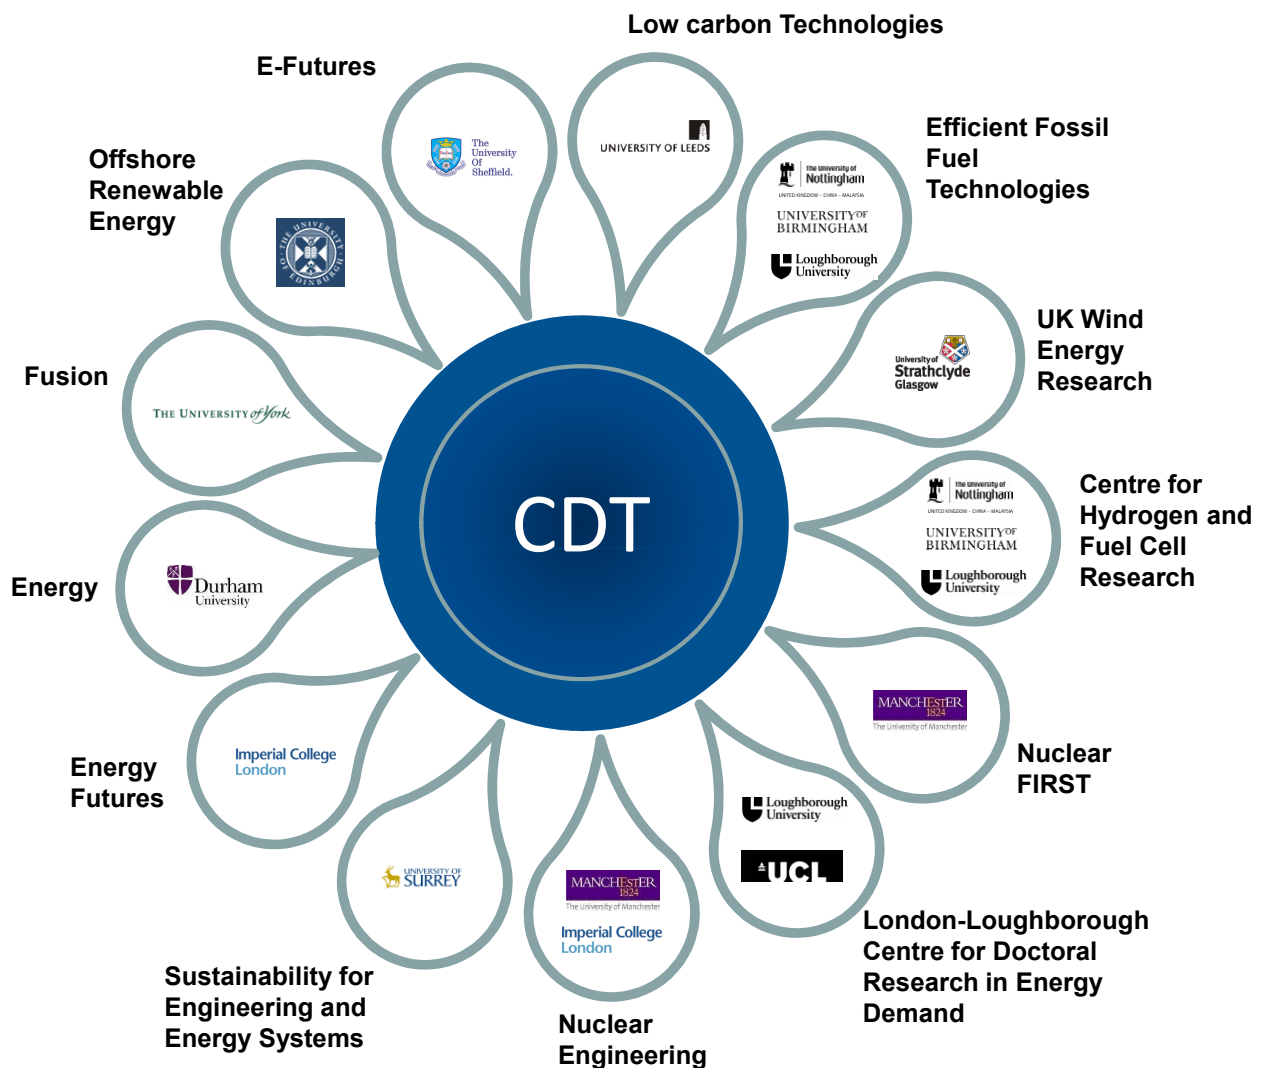 Low carbon Technologies
E-Futures
Efficient Fossil
Fuel
Technologies
Offshore
Renewable
Energy
UK Wind
Energy
Research
Fusion
Centre for
Hydrogen and
Fuel Cell
Research
Energy
Nuclear
FIRST
Energy
Futures
London-Loughborough
Centre for Doctoral
Research in Energy
Demand
Sustainability for
Engineering and
Energy Systems
Nuclear
Engineering
CDT
The
University
Of
Sheffield.
UNIVERSITY OF LEEDS
The University of
Nottingham
UNITED KINGDOM - CHINA - MALAYSIA
UNIVERSITY OF
BIRMINGHAM
Loughborough
University
THE UNIVERSITY OF EDINBURGH
University of
Strathclyde
Glasgow
THE UNIVERSITY of York
The University of
Nottingham
UNITED KINGDOM - CHINA - MALAYSIA
UNIVERSITY OF
BIRMINGHAM
Loughborough
University
Durham
University
MANCHESTER
1824
The University of Manchester
Imperial College
London
Loughborough
University
UCL
UNIVERSITY OF
SURREY
MANCHESTER
1824
The University of Manchester
Imperial College
London